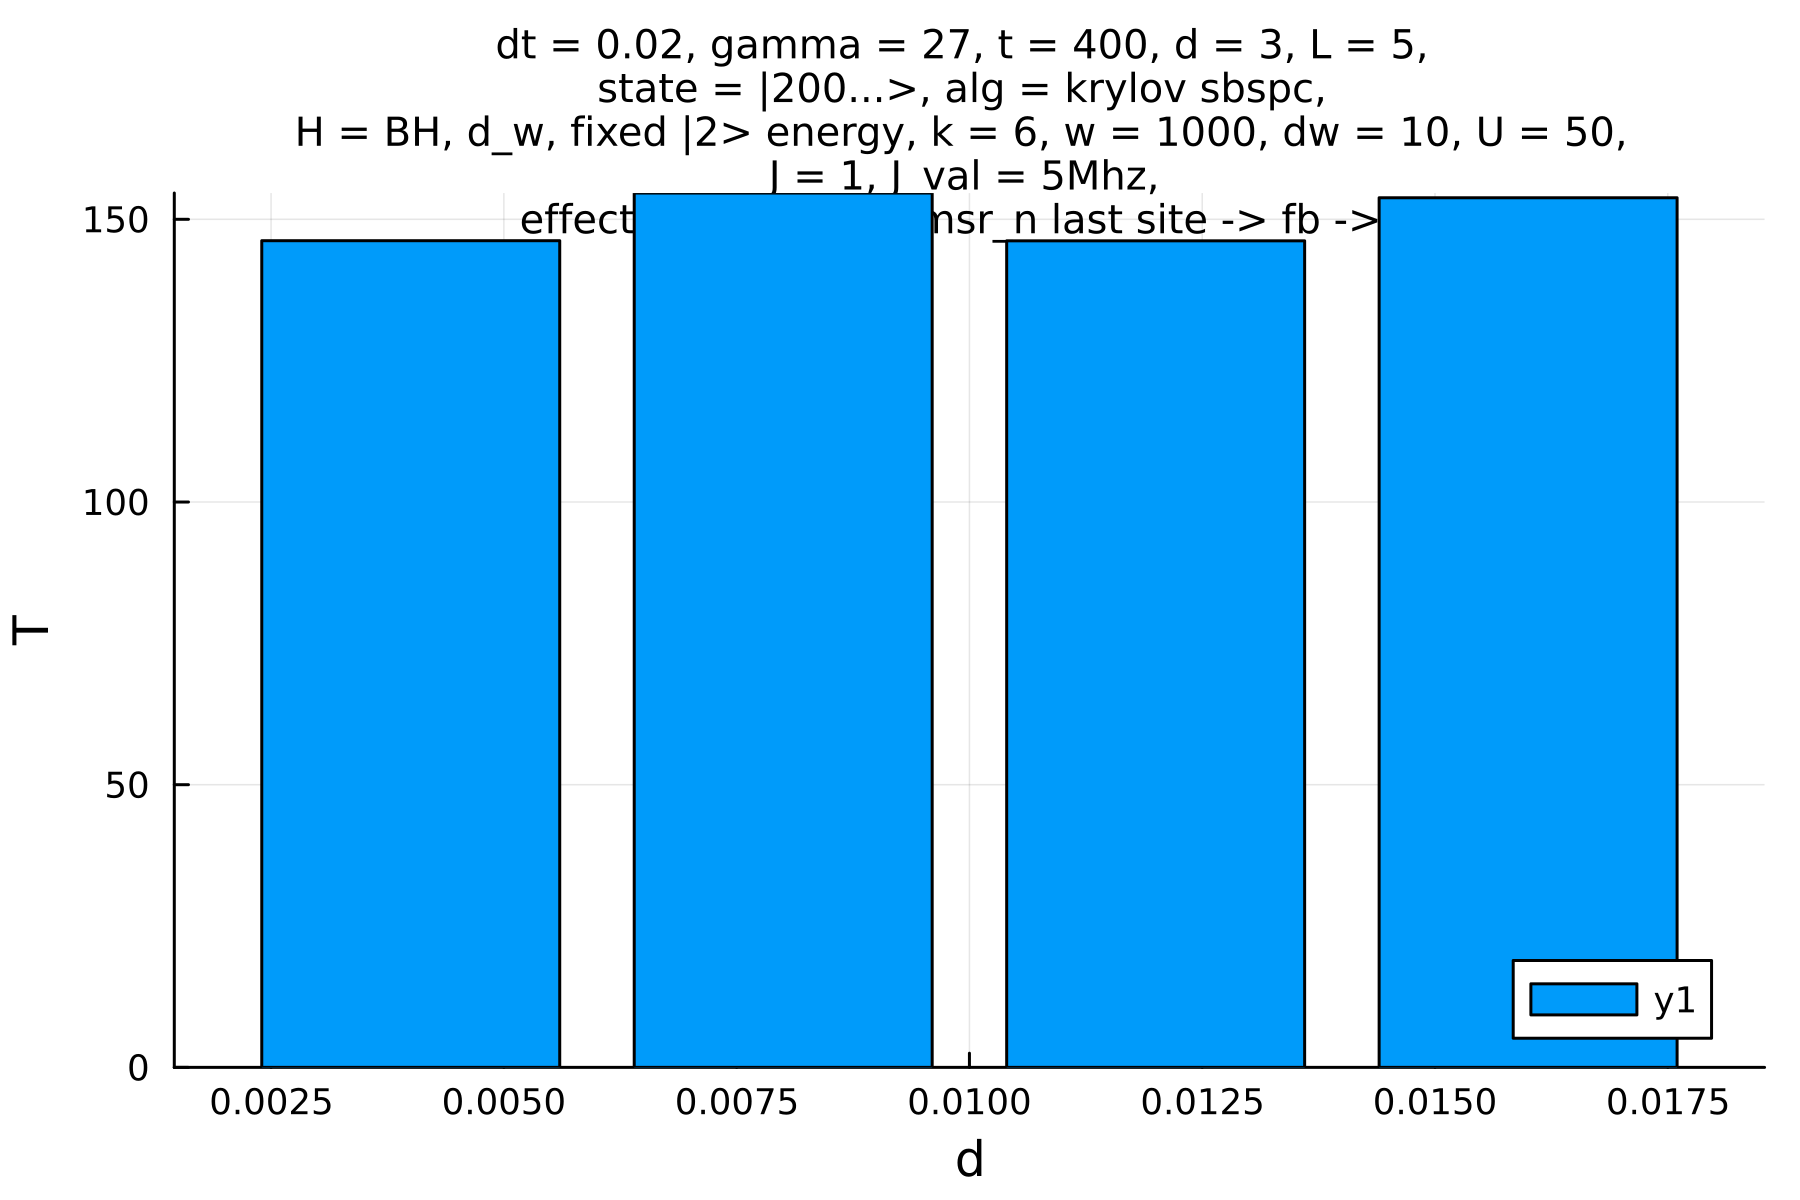 dt = 0.02, gamma = 27, t = 400, d = 3, L = 5,
state = |200...>, alg = krylov sbspc,
H = BH, d_w, fixed |2> energy, k = 6, w = 1000, dw = 10, U = 50,
J = 1, J_val = 5Mhz,
last site -> fb ->
150
100
50
0
T
y1
0.0025 0.0050 0.0075 0.0100 0.0125 0.0150 0.0175
d